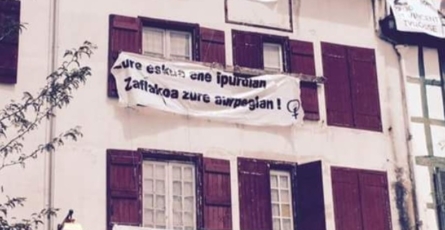 Zure eskua ene ipurdian
Zaflakoa zure aurpegian !